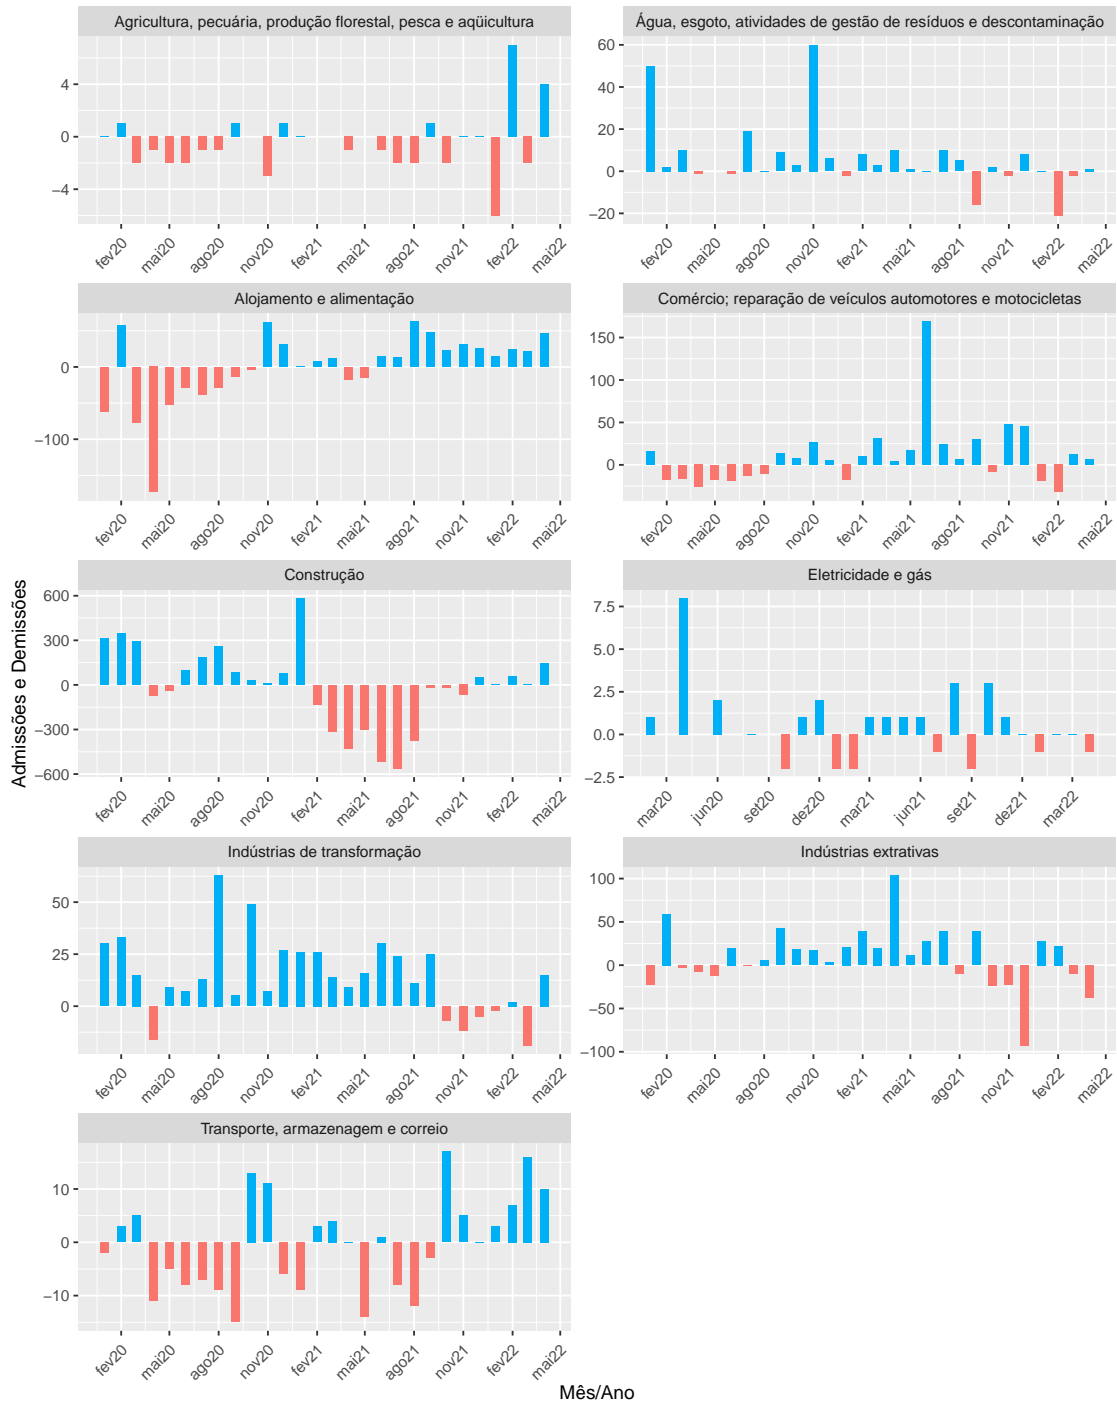 Agricultura, pecuária, produção florestal, pesca e aqüicultura
4
0
−4
fev20 mai20 ago20 nov20 fev21 mai21 ago21 nov21 fev22 mai22
Água, esgoto, atividades de gestão de resíduos e descontaminação
60
40
20
0
−20
fev20 mai20 ago20 nov20 fev21 mai21 ago21 nov21 fev22 mai22
Alojamento e alimentação
0
−100
fev20 mai20 ago20 nov20 fev21 mai21 ago21 nov21 fev22 mai22
Comércio; reparação de veículos automotores e motocicletas
150
100
50
0
fev20 mai20 ago20 nov20 fev21 mai21 ago21 nov21 fev22 mai22
Admissões e Demissões
Construção
600
300
0
−300
−600
fev20 mai20 ago20 nov20 fev21 mai21 ago21 nov21 fev22 mai22
Eletricidade e gás
7.5
5.0
2.5
0.0
−2.5
mar20 jun20 set20 dez20 mar21 jun21 set21 dez21 mar22
Indústrias de transformação
50
25
0
fev20 mai20 ago20 nov20 fev21 mai21 ago21 nov21 fev22 mai22
Indústrias extrativas
100
50
0
−50
−100
fev20 mai20 ago20 nov20 fev21 mai21 ago21 nov21 fev22 mai22
Transporte, armazenagem e correio
10
0
−10
fev20 mai20 ago20 nov20 fev21 mai21 ago21 nov21 fev22 mai22
Mês/Ano